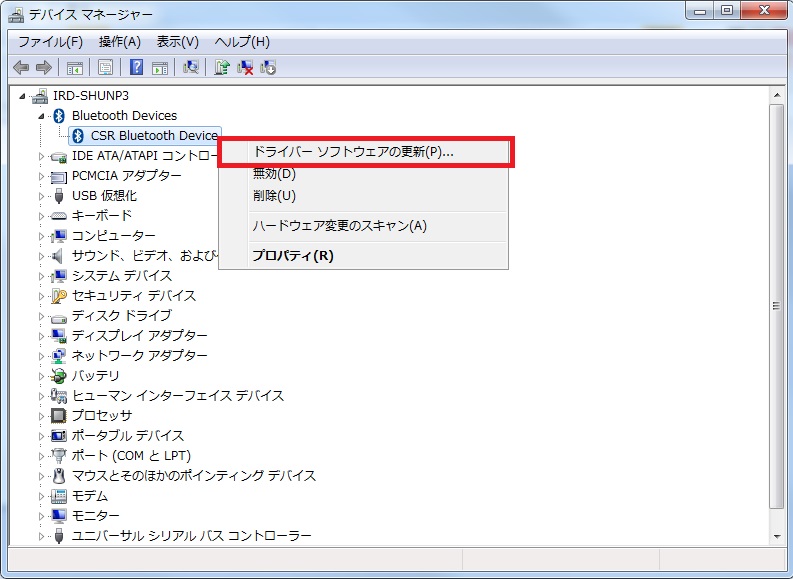 デバイス マネージャー
ファイル(F) 操作(A) 表示(V) ヘルプ(H)
IRD-SHUNP3
Bluetooth Devices
CSR Bluetooth Device
ドライバー ソフトウェアの更新(P)...
無効(D)
削除(U)
ハードウェア変更のスキャン(A)
プロパティ(R)
IDE ATA/ATAPI コントロー
PCMCIA アダプター
USB 仮想化
キーボード
コンピューター
サウンド、ビデオ、および
システム デバイス
セキュリティ デバイス
ディスク ドライブ
ディスプレイ アダプター
ネットワーク アダプター
バッテリ
ヒューマン インターフェイス デバイス
プロセッサ
ポータブル デバイス
ポート (COM と LPT)
マウスとそのほかのポインティング デバイス
モデム
モニター
ユニバーサル シリアル バス コントローラー